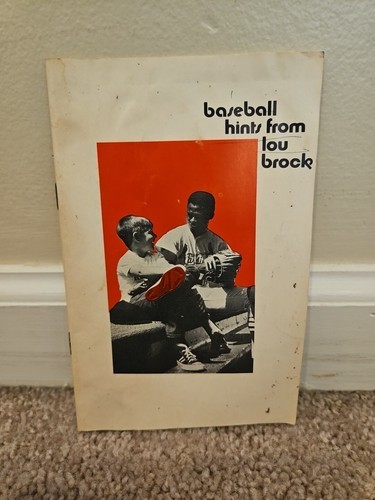 baseball
hints from
lou
brock